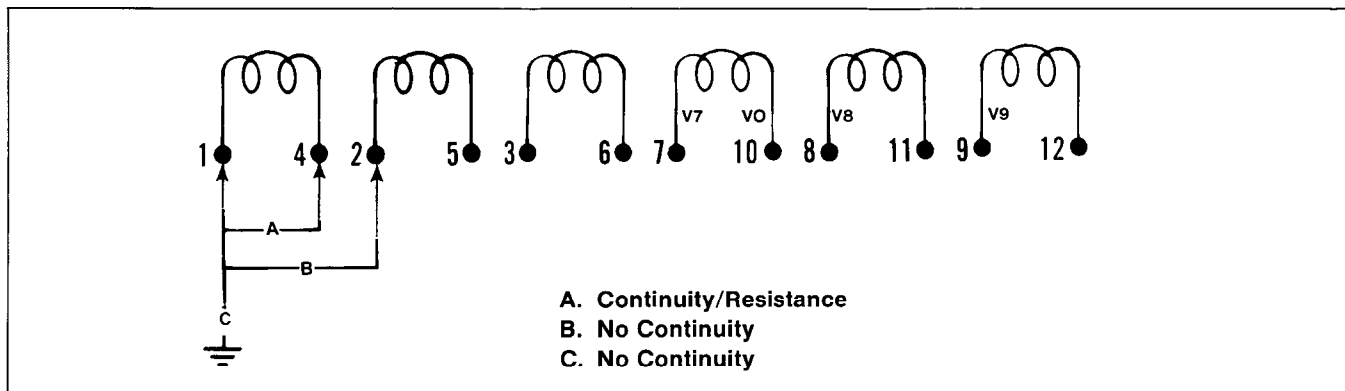 V7 VO V8 V9
1 4 2 5 3 6 7 10 8 11 9 12
A
B
C
A. Continuity/Resistance
B. No Continuity
C. No Continuity